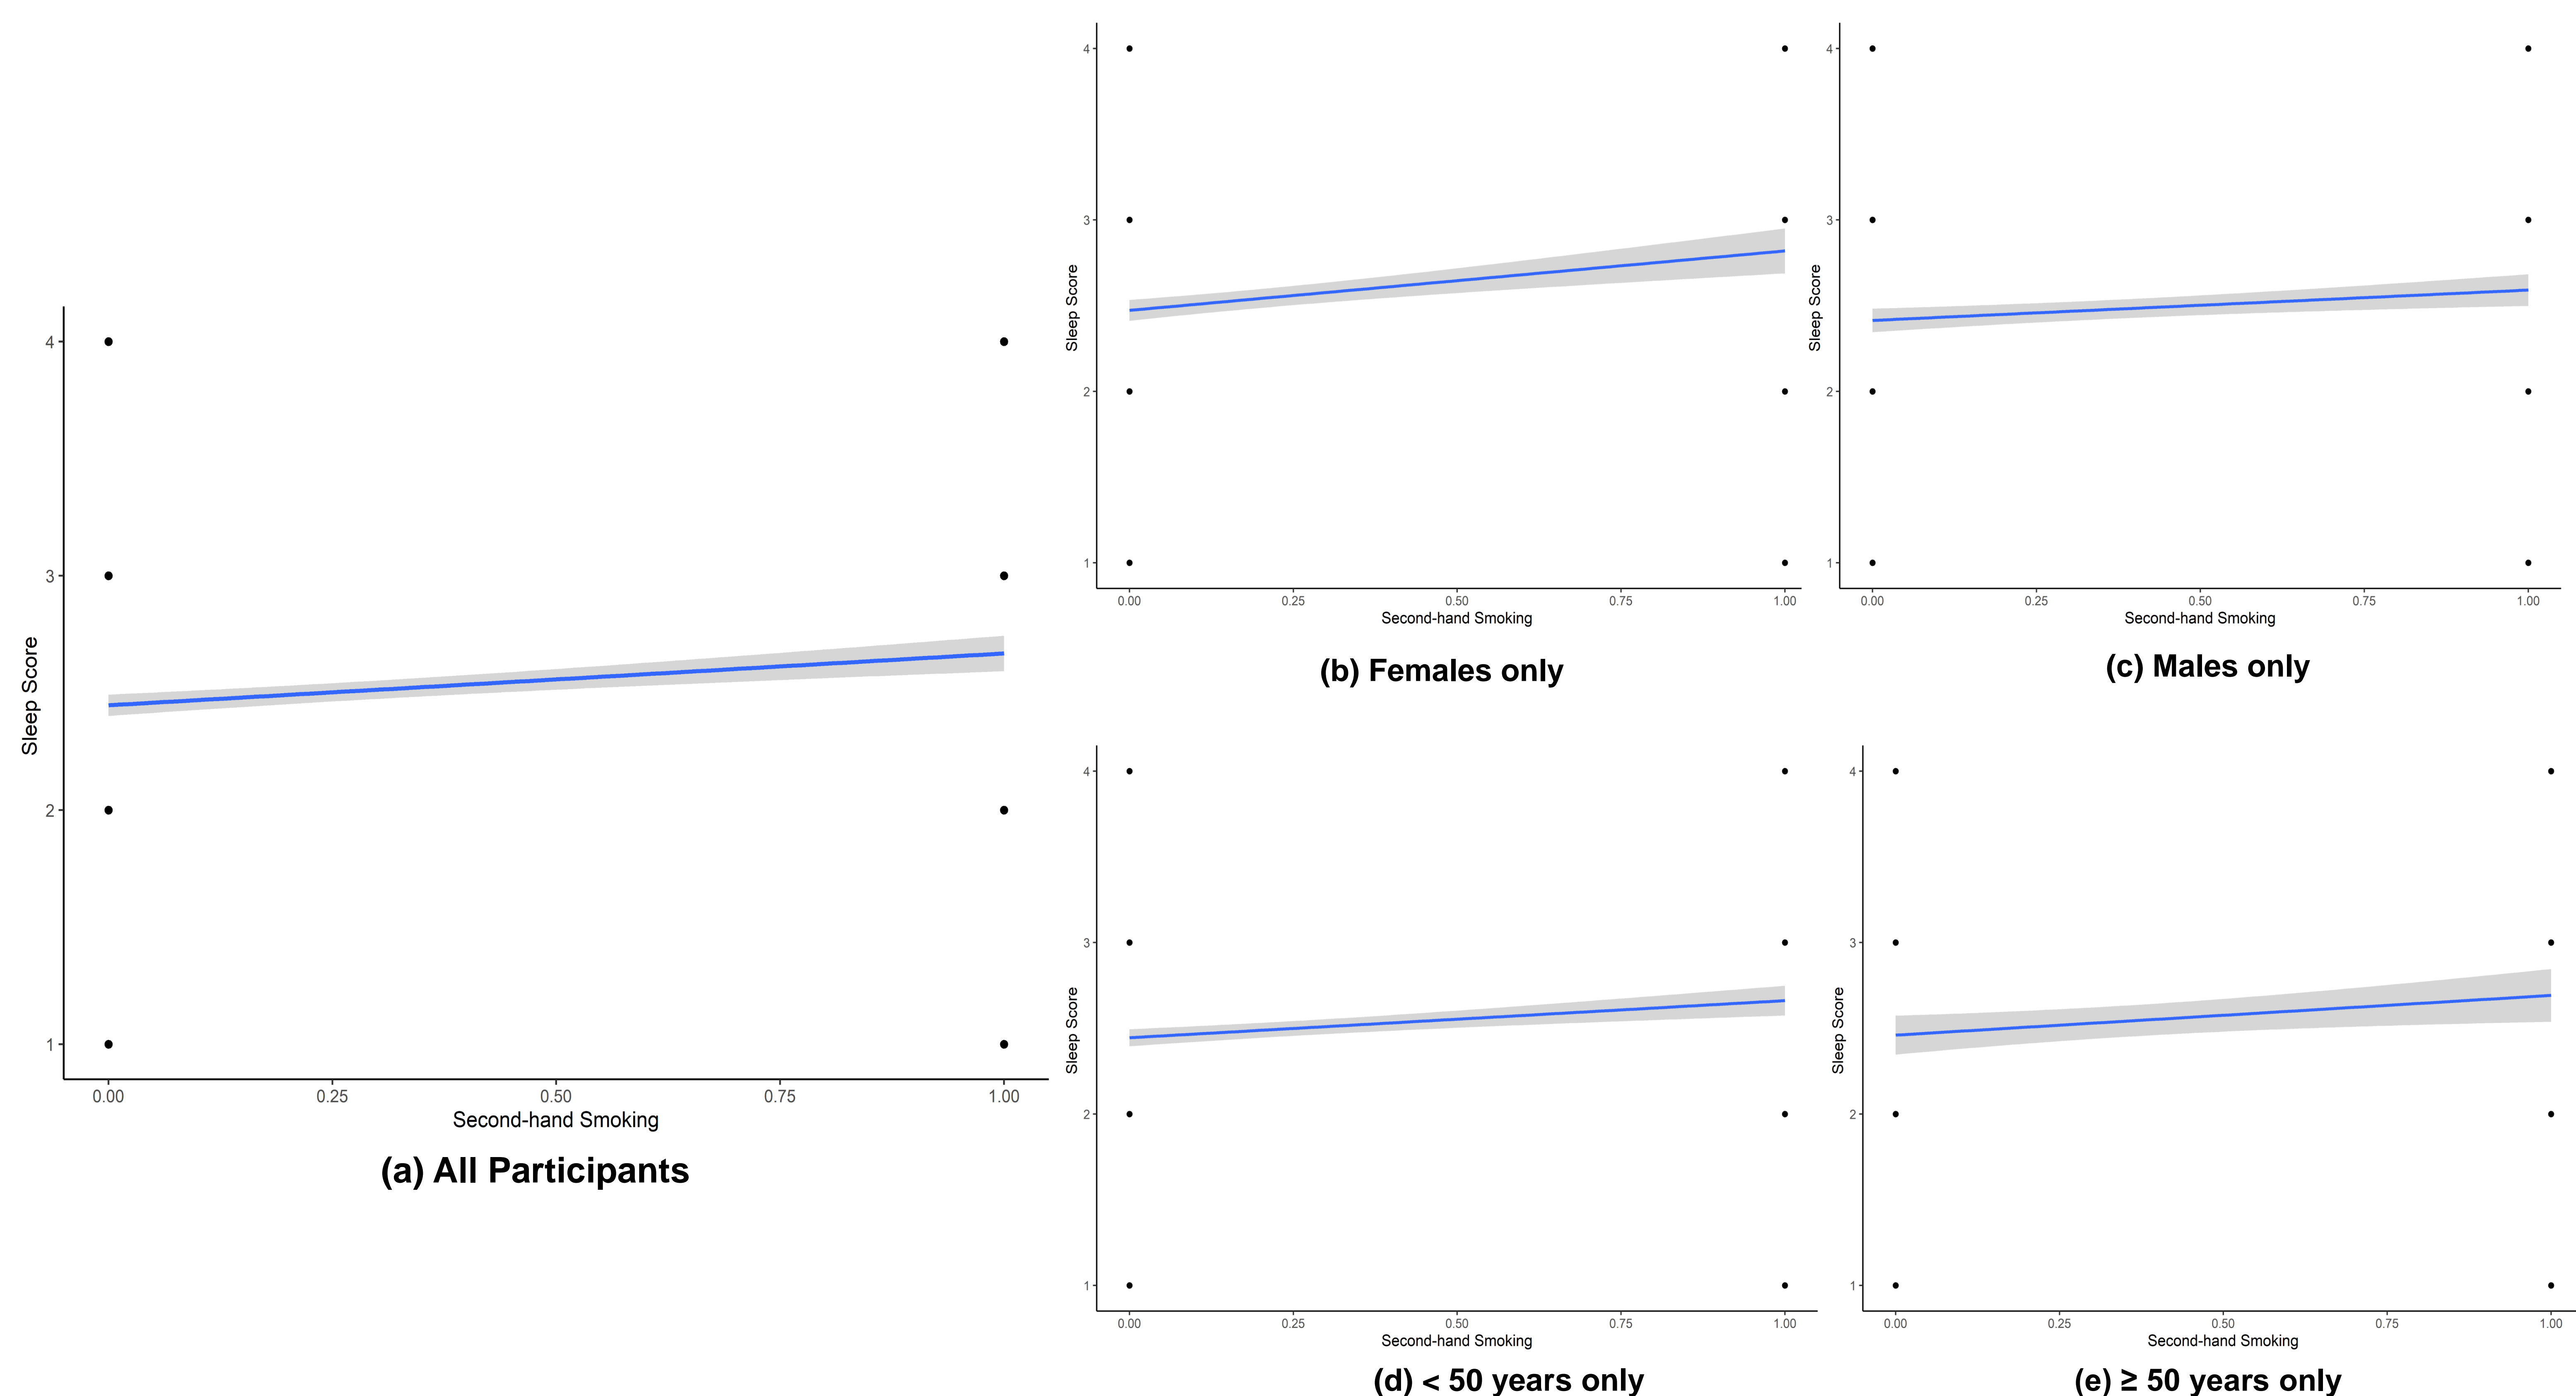 4
3
2
1
Sleep Score
0.00 0.25 0.50 0.75 1.00
Second-hand Smoking
(a) All Participants
4
3
2
1
Sleep Score
0.00 0.25 0.50 0.75 1.00
Second-hand Smoking
(b) Females only
4
3
2
1
Sleep Score
0.00 0.25 0.50 0.75 1.00
Second-hand Smoking
(c) Males only
4
3
2
1
Sleep Score
0.00 0.25 0.50 0.75 1.00
Second-hand Smoking
(d) < 50 years only
4
3
2
1
Sleep Score
0.00 0.25 0.50 0.75 1.00
Second-hand Smoking
(e) ≥ 50 years only